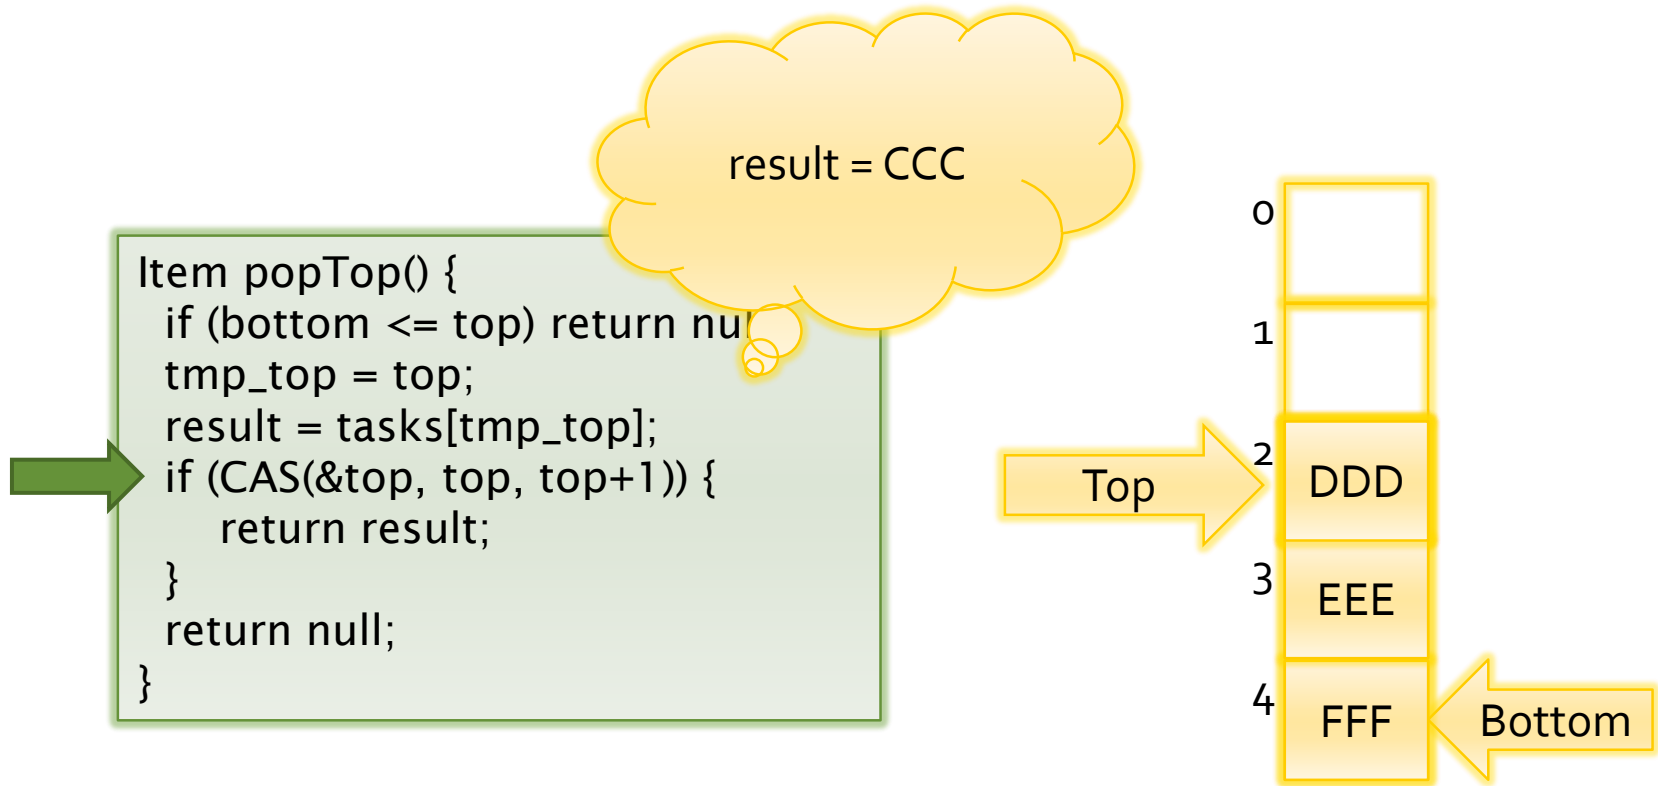 result = CCC
Item popTop() {
if (bottom <= top) return nul
tmp_top = top;
result = tasks[tmp_top];
if (CAS(&top, top, top+1)) {
return result;
}
return null;
}
0
1
2
Top
DDD
3
EEE
4
FFF
Bottom